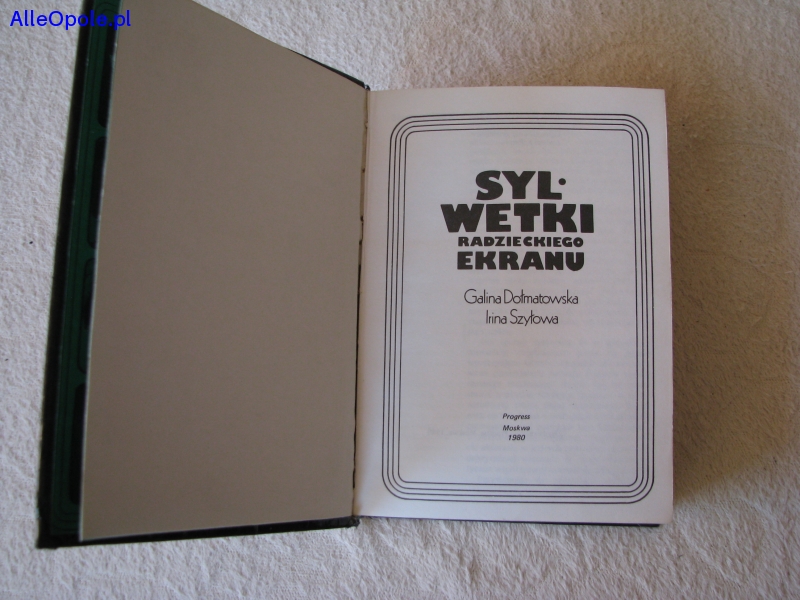 AlleOpole.pl
SYL-
WETKI
RADZIECKIEGO
EKRANU
Galina Dołmatowska
Irina Szyłowa
Progress
Moskwa
1980